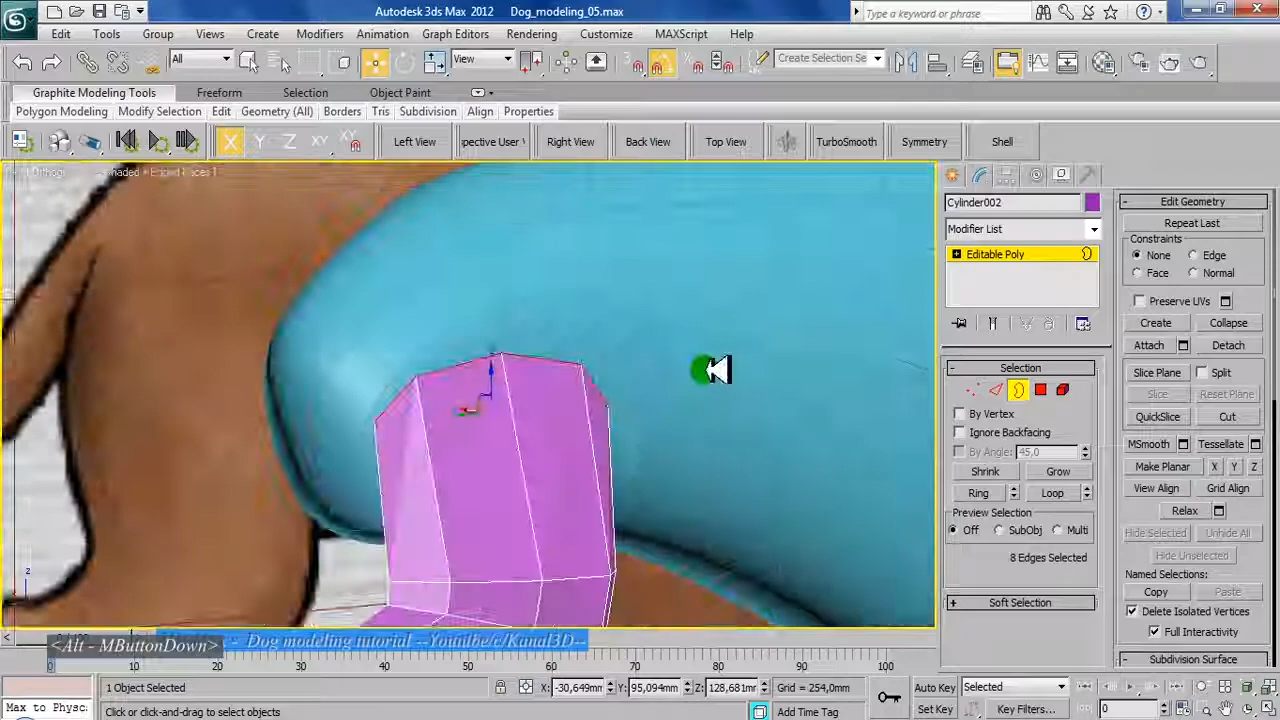 Autodesk 3ds Max 2012 Dog_modeling_05.max
Type a keyword or phrase
Edit Tools Group Views Create Modifiers Animation Graph Editors Rendering Customize MAXScript Help
All View Create Selection Se
Graphite Modeling Tools Freeform Selection Object Paint
Polygon Modeling Modify Selection Edit Geometry (All) Borders Tris Subdivision Align Properties
X Y Z XY XY Left View pective User V Right View Back View Top View TurboSmooth Symmetry Shell
Cylinder002
Modifier List
Editable Poly
Selection
By Vertex
Ignore Backfacing
By Angle: 45,0
Shrink Grow
Ring Loop
Preview Selection
Off SubObj Multi
8 Edges Selected
Soft Selection
Edit Geometry
Repeat Last
Constraints
None Edge
Face Normal
Preserve UVs
Create Collapse
Attach Detach
Slice Plane Split
Slice Reset Plane
QuickSlice Cut
MSmooth Tessellate
Make Planar X Y Z
View Align Grid Align
Relax
Hide Selected Unhide All
Hide Unselected
Named Selections:
Copy Paste
Delete Isolated Vertices
Full Interactivity
Subdivision Surface
z
<Alt - MButtonDown>
- Dog modeling tutorial --Youtube/c/Kanal3D--
0 50 60 70 80 90 100
1 Object Selected X: -30,649mm Y: 95,094mm Z: 128,681mm Grid = 254,0mm Auto Key Selected
Max to Physc Click or click-and-drag to select objects Add Time Tag Set Key Key Filters... 0